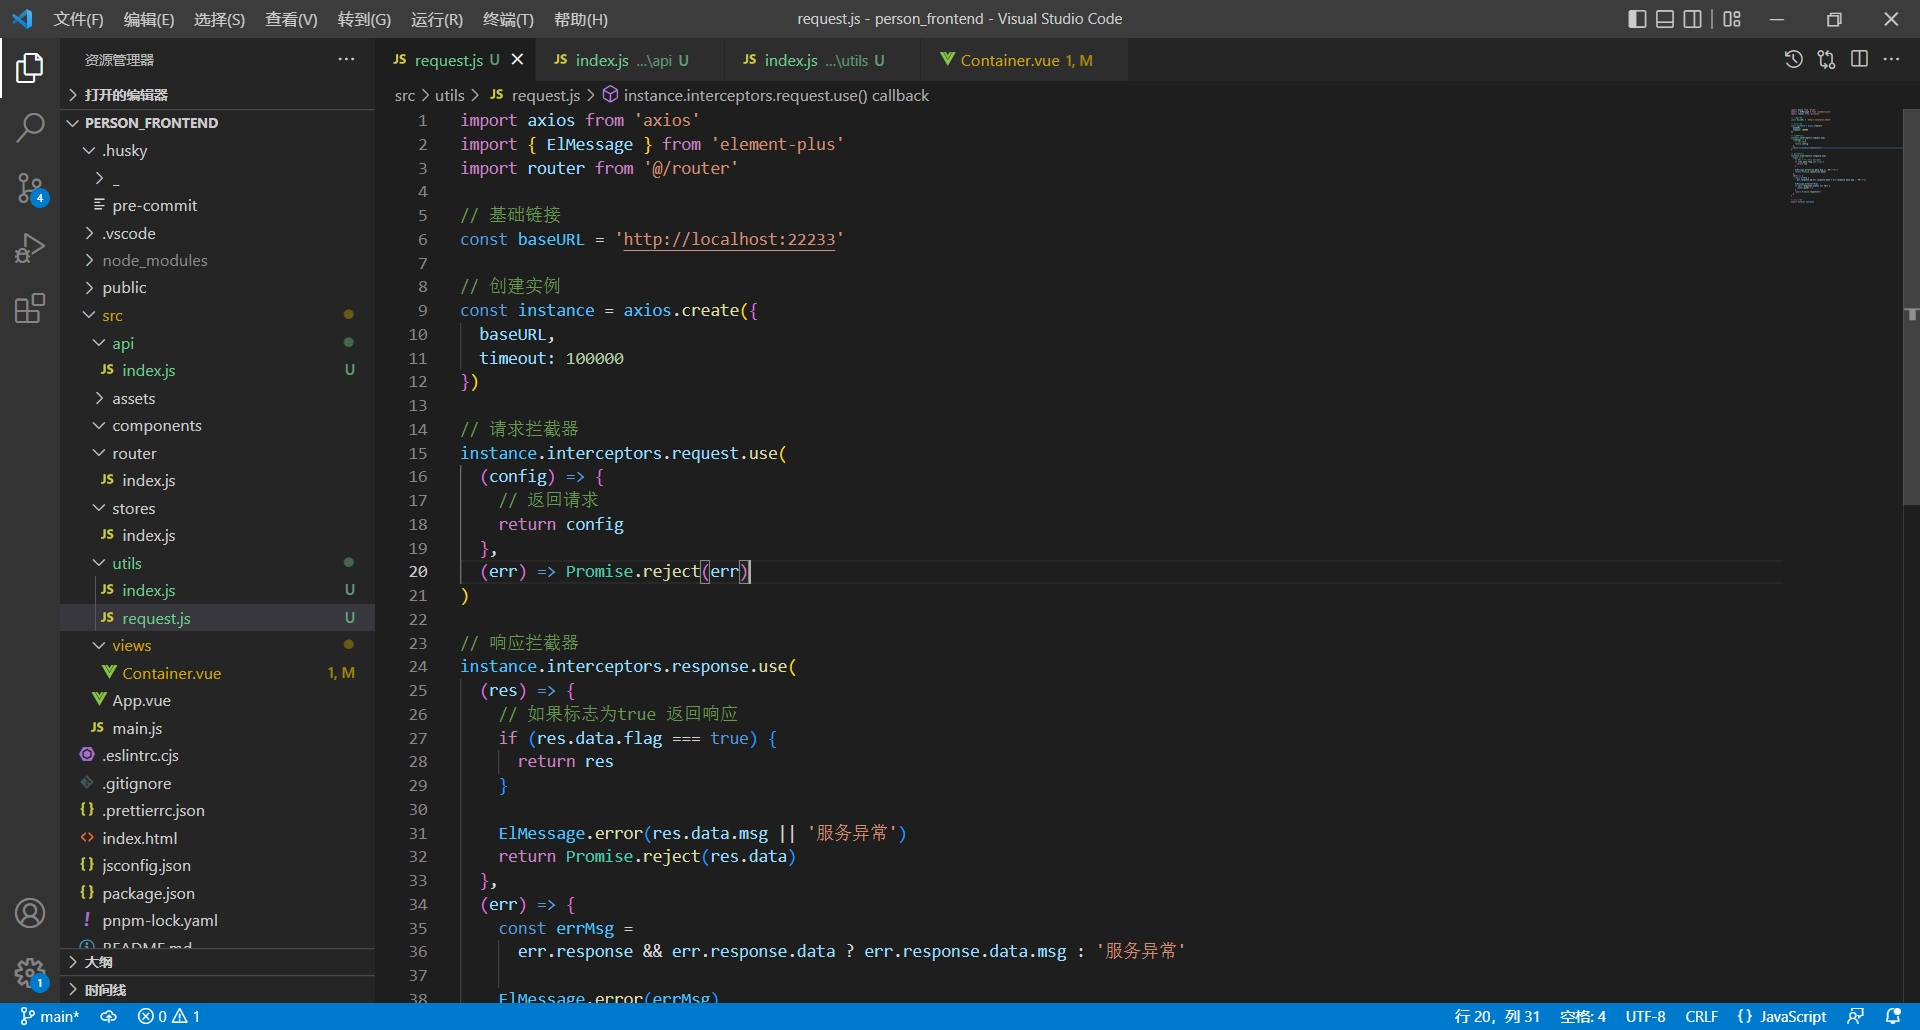 文件(F) 编辑(E) 选择(S) 查看(V) 转到(G) 运行(R) 终端(T) 帮助(H)
request.js - person_frontend - Visual Studio Code
资源管理器
打开的编辑器
PERSON_FRONTEND
.husky
_
pre-commit
.vscode
node_modules
public
src
api
index.js U
assets
components
router
index.js
stores
index.js
utils
index.js U
request.js U
views
Container.vue 1, M
App.vue
main.js
.eslintrc.cjs
.gitignore
.prettierrc.json
index.html
jsconfig.json
package.json
pnpm-lock.yaml
README.md
大纲
时间线
4
1
JS request.js U
JS index.js ...\api U
JS index.js ...\utils U
Container.vue 1, M
src > utils > JS request.js > instance.interceptors.request.use() callback
1 import axios from 'axios'
2 import { ElMessage } from 'element-plus'
3 import router from '@/router'
4
5 // 基础链接
6 const baseURL = 'http://localhost:22233'
7
8 // 创建实例
9 const instance = axios.create({
10 baseURL,
11 timeout: 100000
12 })
13
14 // 请求拦截器
15 instance.interceptors.request.use(
16 (config) => {
17 // 返回请求
18 return config
19 },
20 (err) => Promise.reject(err)
21 )
22
23 // 响应拦截器
24 instance.interceptors.response.use(
25 (res) => {
26 // 如果标志为true 返回响应
27 if (res.data.flag === true) {
28 return res
29 }
30
31 ElMessage.error(res.data.msg || '服务异常')
32 return Promise.reject(res.data)
33 },
34 (err) => {
35 const errMsg =
36 err.response && err.response.data ? err.response.data.msg : '服务异常'
37
38 ElMessage.error(errMsg)
main* 0 1
行 20, 列 31 空格: 4 UTF-8 CRLF {} JavaScript